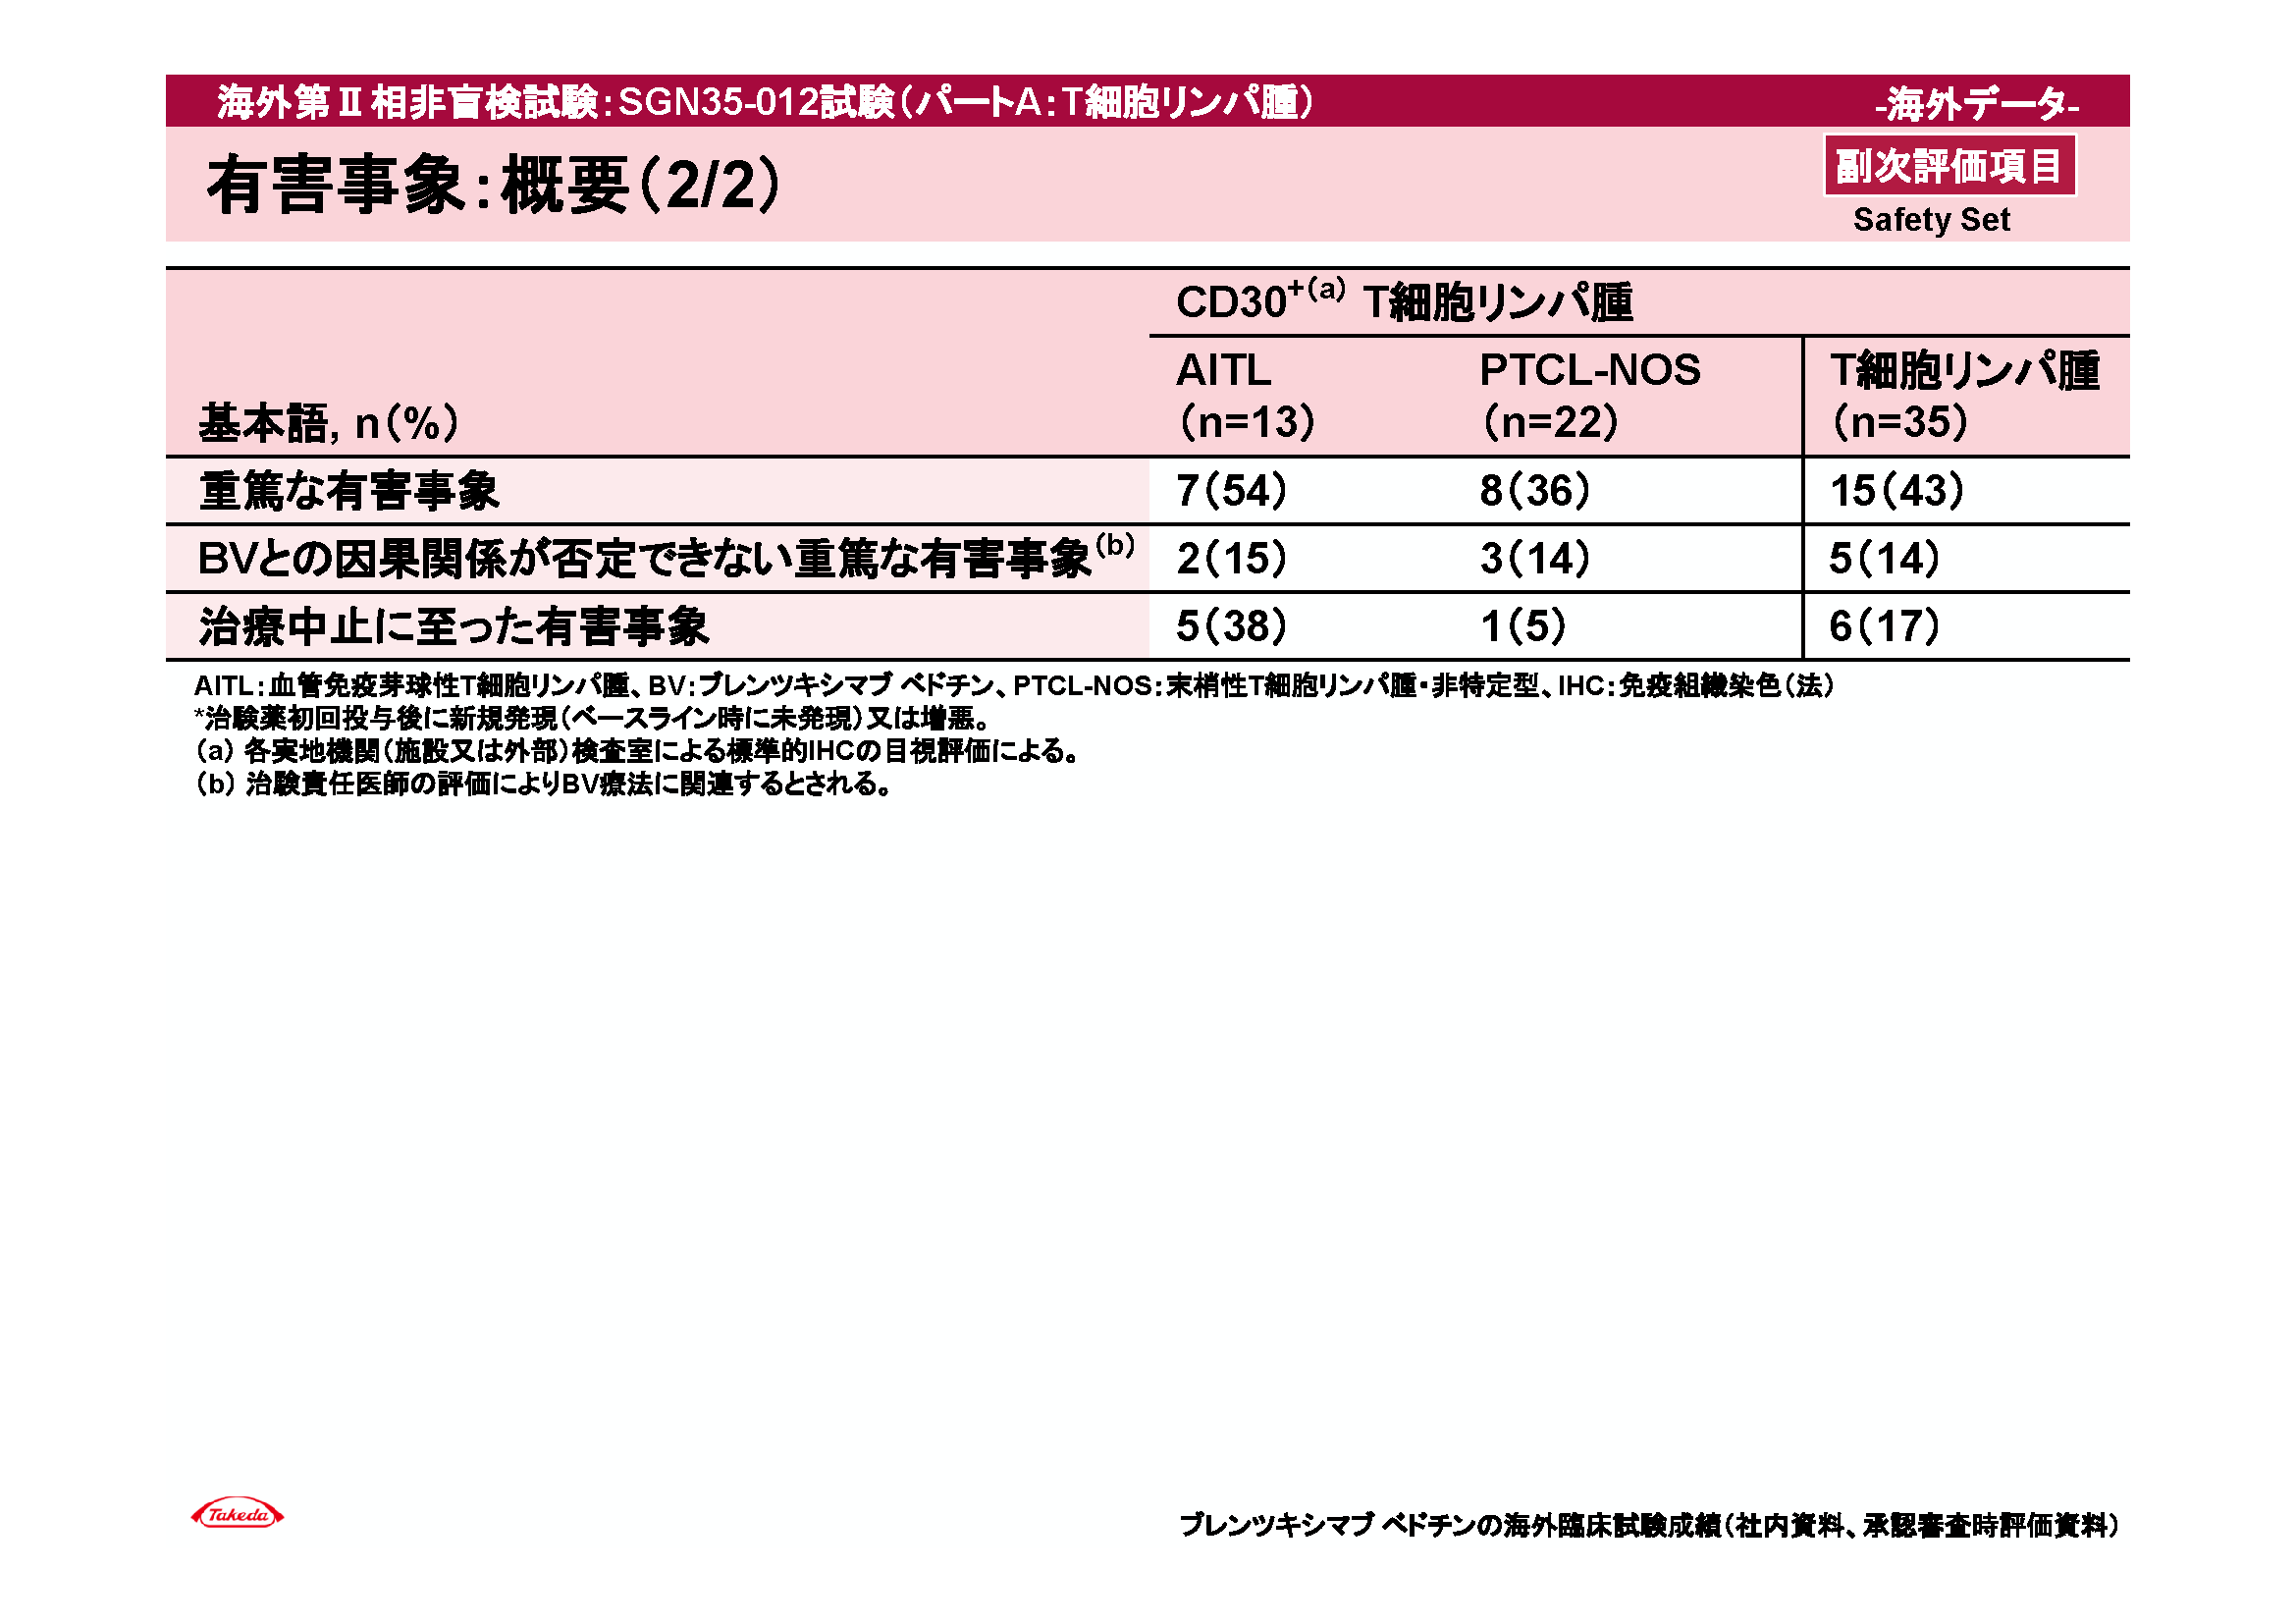 海外第Ⅱ相非盲検試験：SGN35-012試験（パートA：T細胞リンパ腫）
-海外データ-
有害事象：概要（2/2）
副次評価項目
Safety Set
CD30+（a） T細胞リンパ腫
AITL PTCL-NOS T細胞リンパ腫
基本語, n（%） （n=13） （n=22） （n=35）
重篤な有害事象 7（54） 8（36） 15（43）
BVとの因果関係が否定できない重篤な有害事象（b） 2（15） 3（14） 5（14）
治療中止に至った有害事象 5（38） 1（5） 6（17）
AITL：血管免疫芽球性T細胞リンパ腫、BV：ブレンツキシマブ ベドチン、PTCL-NOS：末梢性T細胞リンパ腫・非特定型、IHC：免疫組織染色（法）
*治験薬初回投与後に新規発現（ベースライン時に未発現）又は増悪。
（a） 各実地機関（施設又は外部）検査室による標準的IHCの目視評価による。
（b） 治験責任医師の評価によりBV療法に関連するとされる。
Takeda
ブレンツキシマブ ベドチンの海外臨床試験成績（社内資料、承認審査時評価資料）